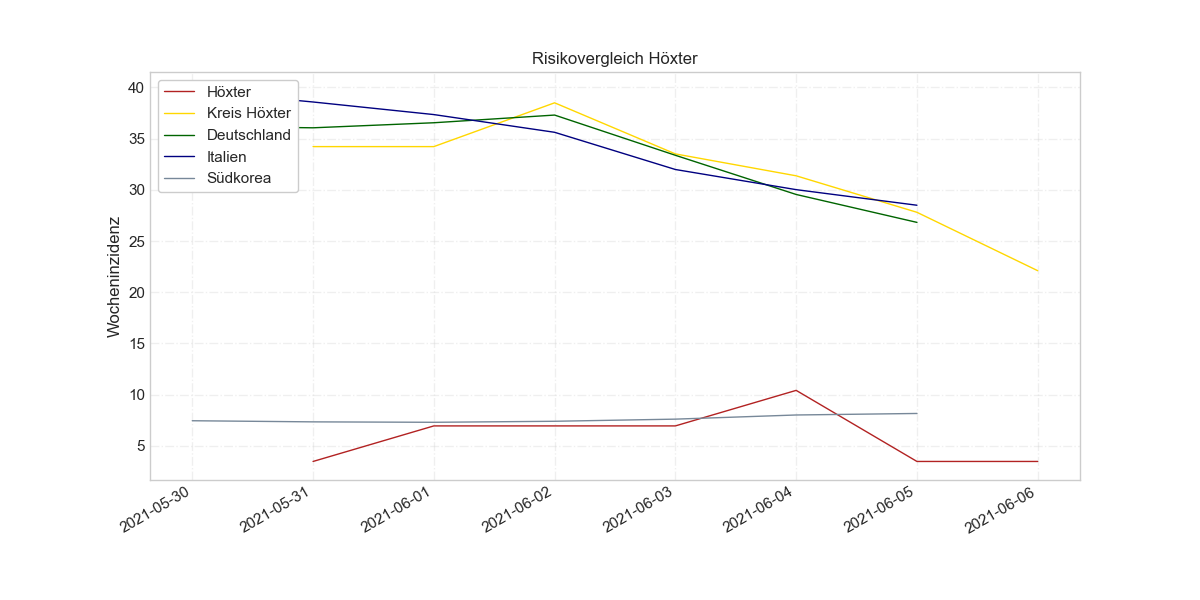 Risikovergleich Höxter
Höxter
Kreis Höxter
Deutschland
Italien
Südkorea
Wocheninzidenz
40
35
30
25
20
15
10
5
2021-05-30
2021-05-31
2021-06-01
2021-06-02
2021-06-03
2021-06-04
2021-06-05
2021-06-06